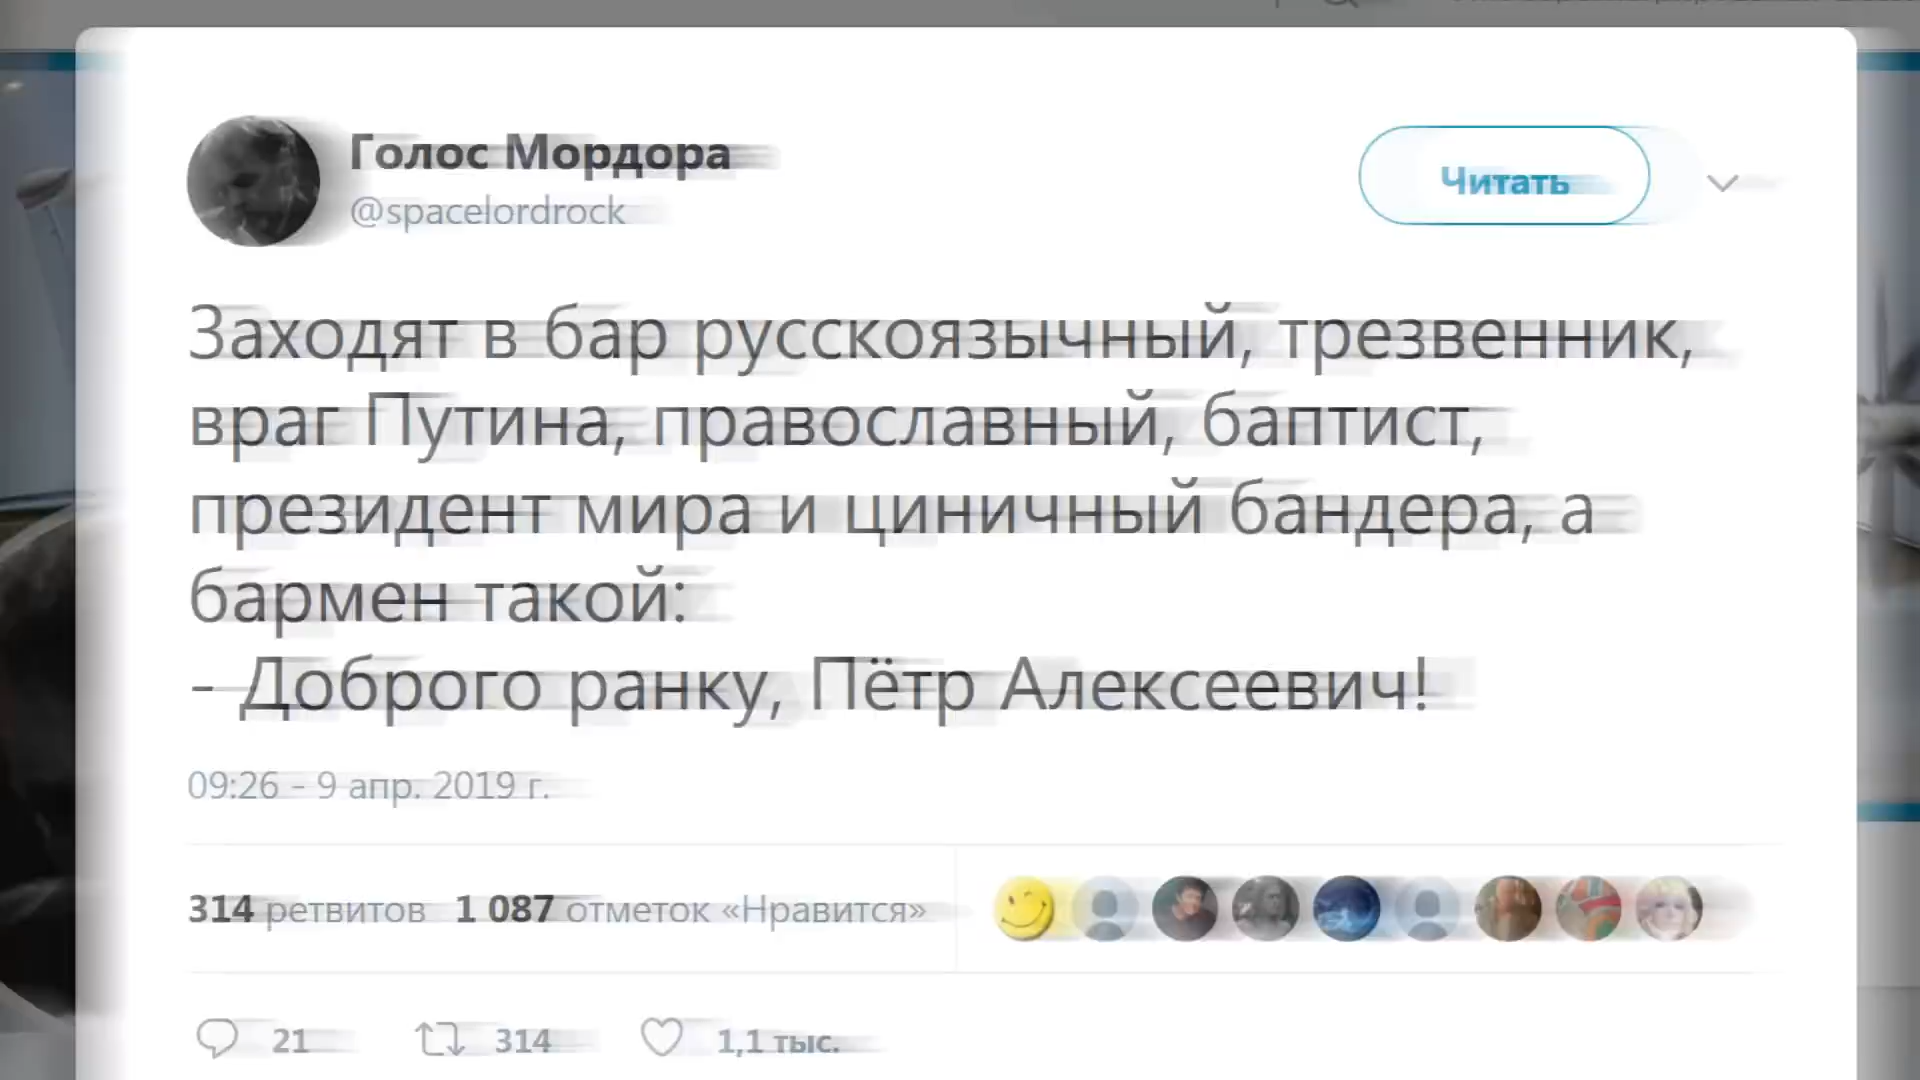 Голос Мордора
@spacelordrock
Читать
Заходят в бар русскоязычный, трезвенник,
враг Путина, православный, баптист,
президент мира и циничный бандера, а
бармен такой:
- Доброго ранку, Пётр Алексеевич!
09:26 - 9 апр. 2019 г.
314 ретвитов 1 087 отметок «Нравится»
21 314 1,1 тыс.